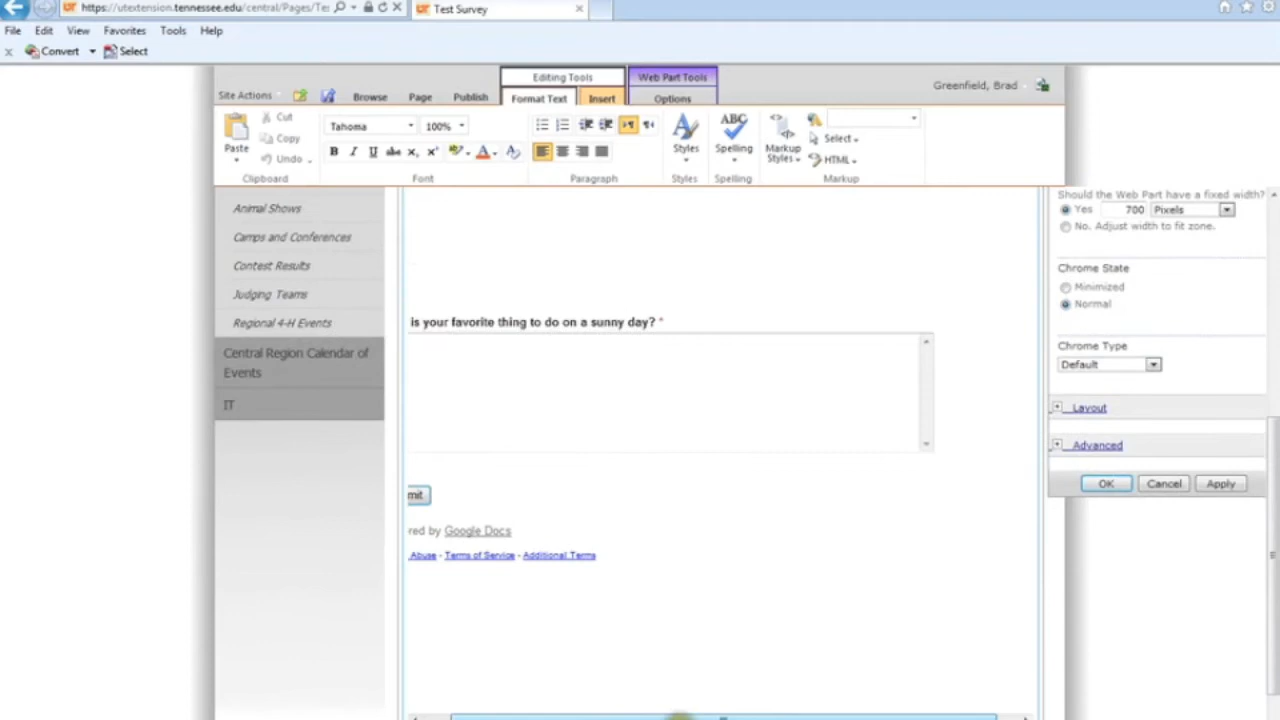 https://utextension.tennesee.edu/central/Pages/Te:
Test Survey
File Edit View Favorites Tools Help
Convert Select
Editing Tools Web Part Tools
Site Actions Browse Page Publish Format Text Insert Options Greenfield, Brad
Paste Cut Copy Undo
Tahoma 100%
Styles Spelling Markup Styles Select HTML
Clipboard Font Paragraph Styles Spelling Markup
Animal Shows
Camps and Conferences
Contest Results
Judging Teams
Regional 4-H Events
Central Region Calendar of
Events
IT
is your favorite thing to do on a sunny day? *
mit
red by Google Docs
Abuse - Terms of Service - Additional Terms
Should the Web Part have a fixed width?
Yes 700 Pixels
No. Adjust width to fit zone.
Chrome State
Minimized
Normal
Chrome Type
Default
Layout
Advanced
OK Cancel Apply